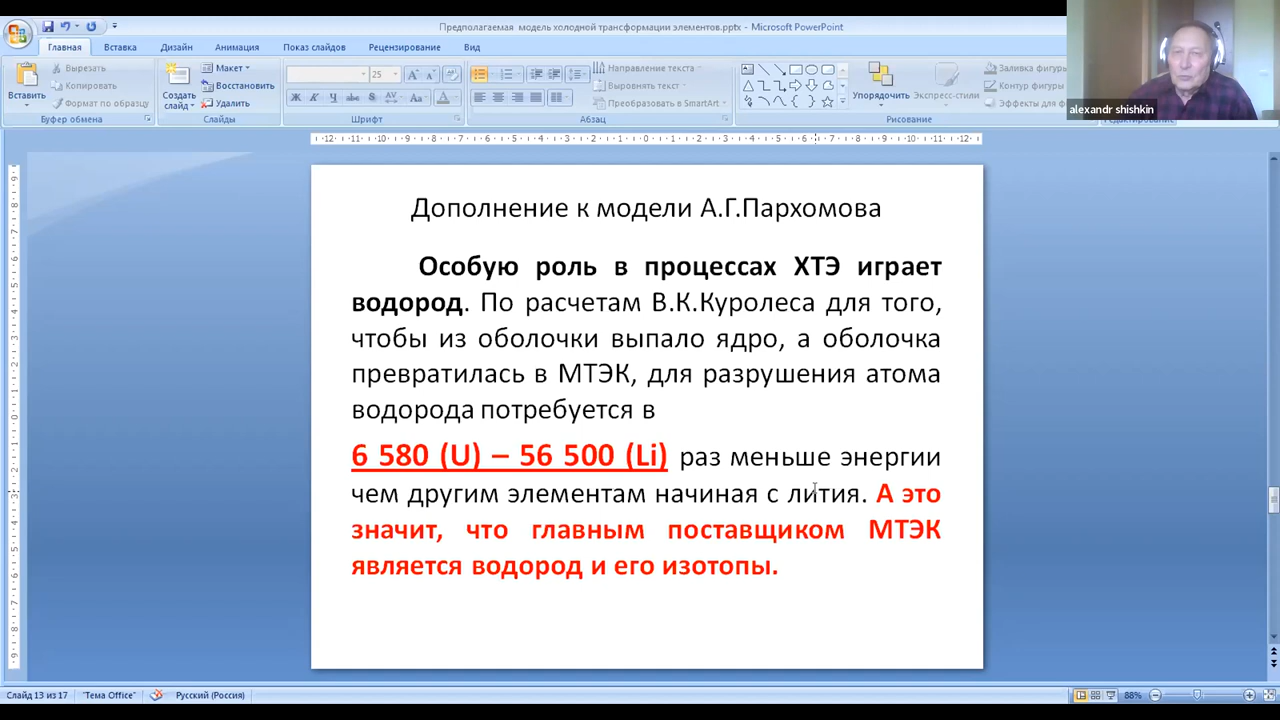 Предполагаемая модель холодной трансформации элементов.pptx - Microsoft PowerPoint
Главная Вставка Дизайн Анимация Показ слайдов Рецензирование Вид
Вставить
Вырезать
Копировать
Формат по образцу
Буфер обмена
Создать слайд
Макет
Восстановить
Удалить
Слайды
25
Шрифт
Направление текста
Выровнять текст
Преобразовать в SmartArt
Абзац
Упорядочить
Экспресс-стили
Заливка фигуры
Контур фигуры
Эффекты для
Рисование
Редактирование
alexandr shishkin
Дополнение к модели А.Г.Пархомова
Особую роль в процессах ХТЭ играет
водород. По расчетам В.К.Куролеса для того,
чтобы из оболочки выпало ядро, а оболочка
превратилась в МТЭК, для разрушения атома
водорода потребуется в
6 580 (U) – 56 500 (Li) раз меньше энергии
чем другим элементам начиная с лития. А это
значит, что главным поставщиком МТЭК
является водород и его изотопы.
Слайд 13 из 17 "Тема Office" Русский (Россия) 88%